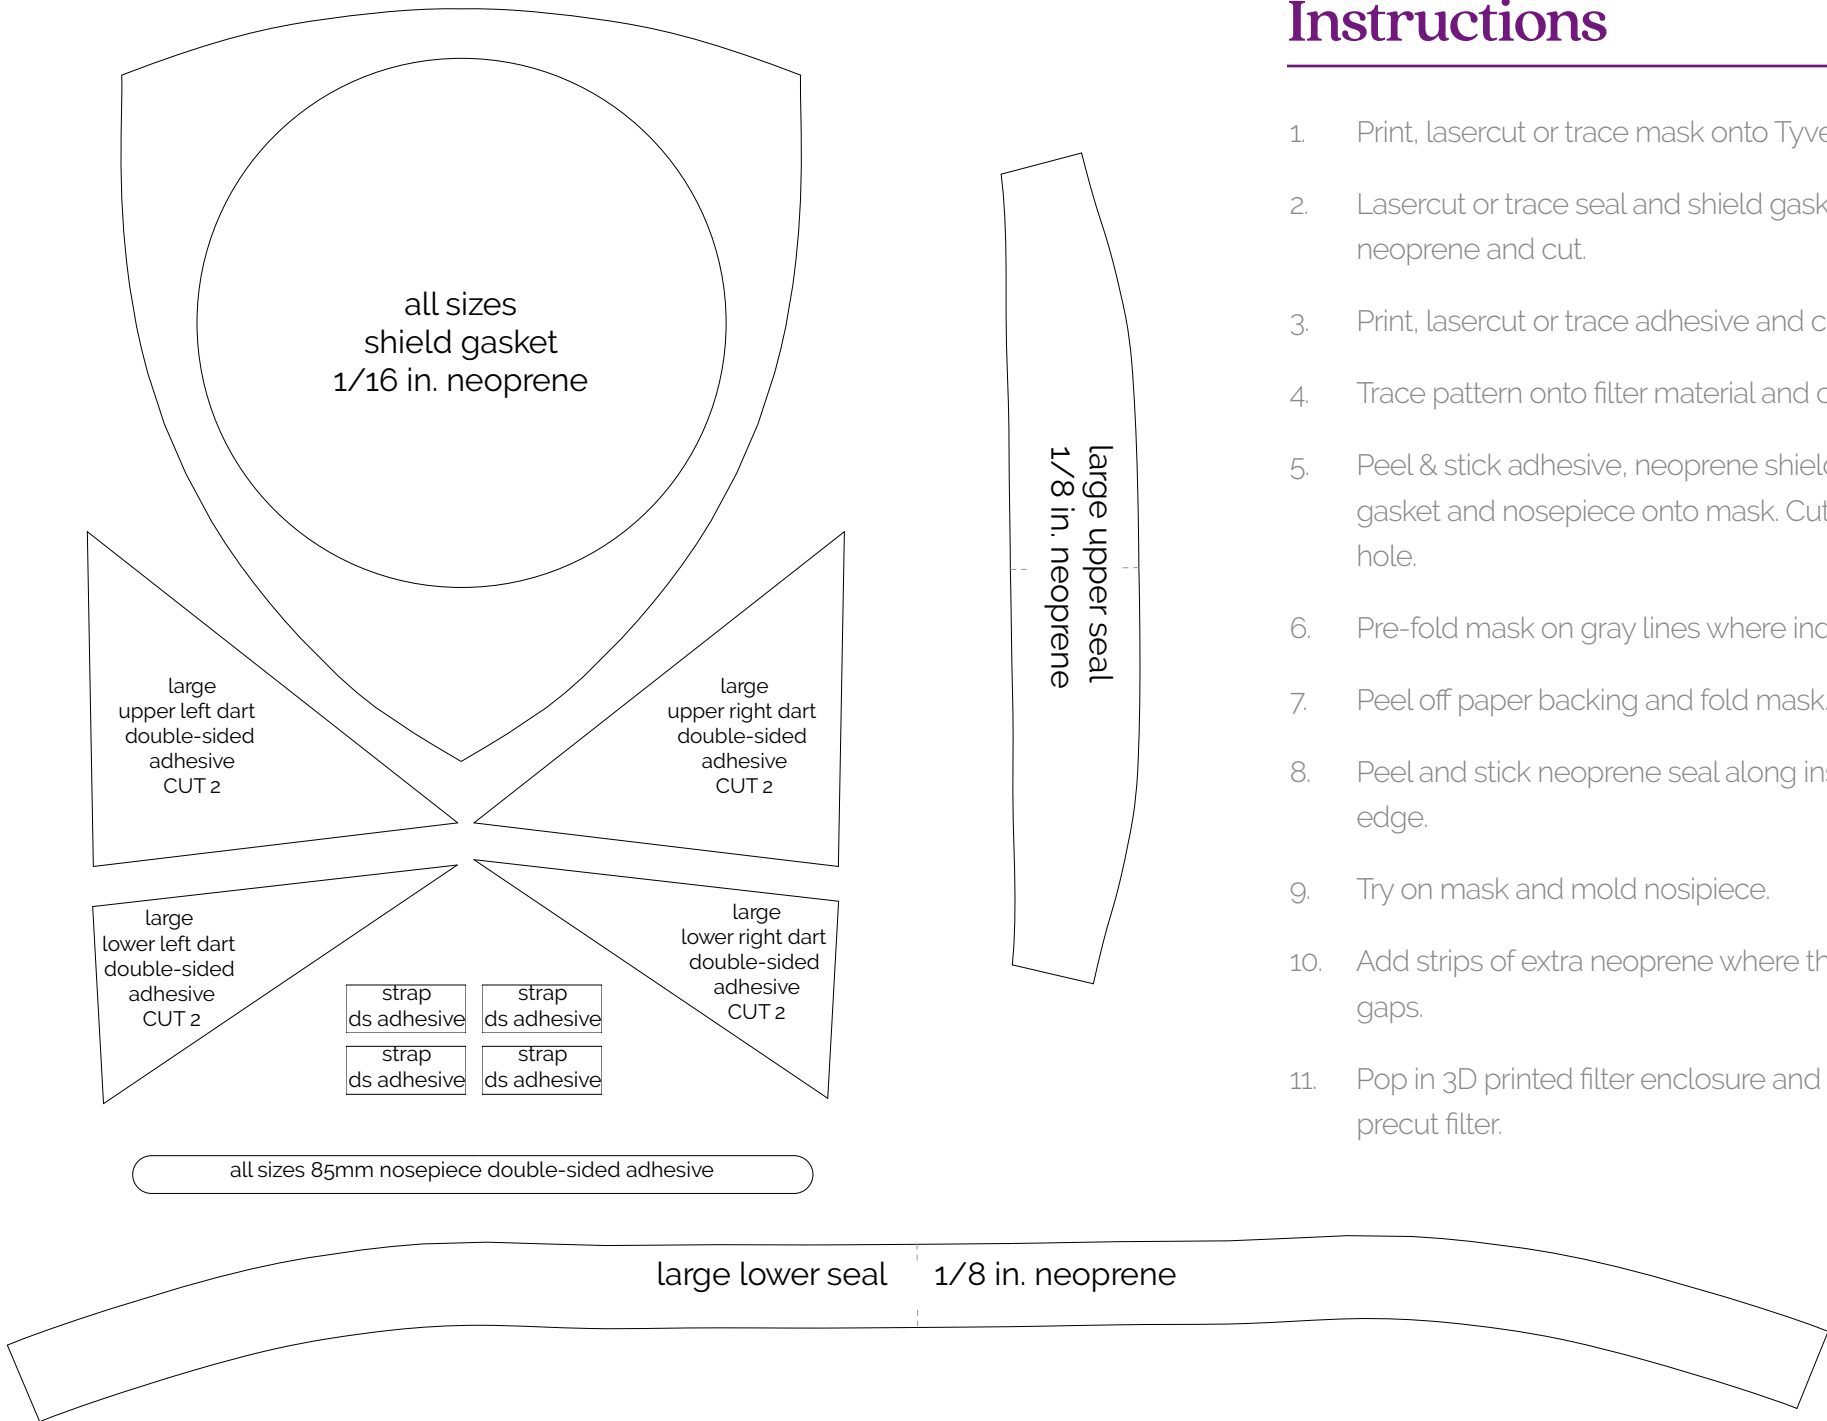 Instructions
1. Print, lasercut or trace mask onto
2. Lasercut or trace seal and shield
neoprene and cut.
3. Print, lasercut or trace adhesive and
4. Trace pattern onto filter material and
5. Peel & stick adhesive, neoprene
gasket and nosepiece onto mask. Cut
hole.
6. Pre-fold mask on gray lines where
7. Peel off paper backing and fold mask.
8. Peel and stick neoprene seal along
edge.
9. Try on mask and mold nosipiece.
10. Add strips of extra neoprene where
gaps.
11. Pop in 3D printed filter enclosure and
precut filter.
all sizes
shield gasket
1/16 in. neoprene
large upper seal
1/8 in. neoprene
large
upper left dart
double-sided
adhesive
CUT 2
large
upper right dart
double-sided
adhesive
CUT 2
large
lower left dart
double-sided
adhesive
CUT 2
large
lower right dart
double-sided
adhesive
CUT 2
strap
ds adhesive
strap
ds adhesive
strap
ds adhesive
strap
ds adhesive
all sizes 85mm nosepiece double-sided adhesive
large lower seal 1/8 in. neoprene